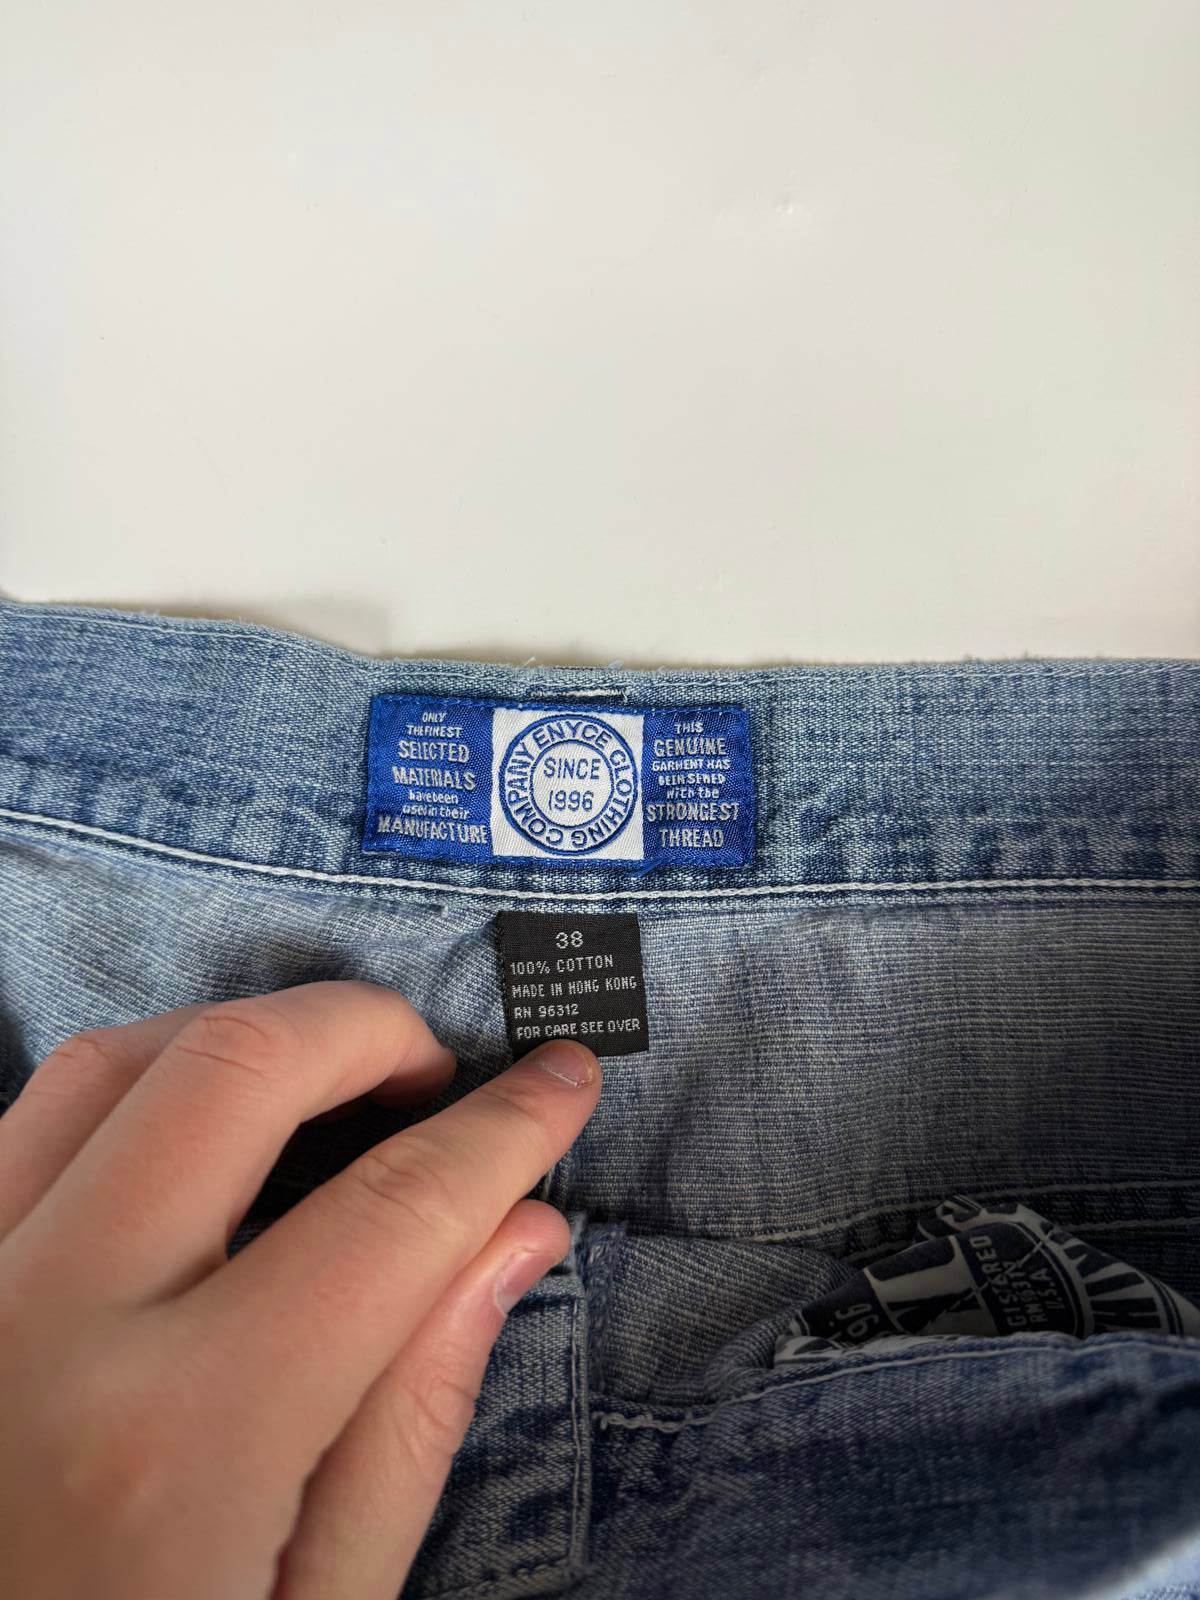 ONLY
THE FINEST
SELECTED
MATERIALS
have been
used in their
MANUFACTURE
COMPANY ENYCE CLOTHING
SINCE
1996
THIS
GENUINE
GARMENT HAS
BEEN SEWED
with the
STRONGEST
THREAD
38
100% COTTON
MADE IN HONG KONG
RN 96312
FOR CARE SEE OVER
96
U.S.A.